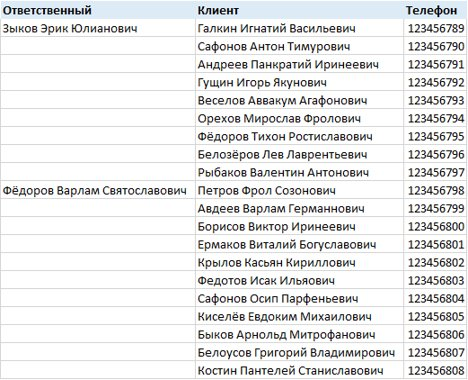 Ответственный Клиент Телефон
Зыков Эрик Юлианович Галкин Игнатий Васильевич 123456789
Сафонов Антон Тимурович 123456790
Андреев Панкратий Иринеевич 123456791
Гущин Игорь Якунович 123456792
Веселов Аввакум Агафонович 123456793
Орехов Мирослав Фролович 123456794
Фёдоров Тихон Ростиславович 123456795
Белозёров Лев Лаврентьевич 123456796
Рыбаков Валентин Антонович 123456797
Фёдоров Варлам Святославович Петров Фрол Созонович 123456798
Авдеев Варлам Германнович 123456799
Борисов Виктор Иринеевич 123456800
Ермаков Виталий Богуславович 123456801
Крылов Касьян Кириллович 123456802
Федотов Исак Ильяович 123456803
Сафонов Осип Парфеньевич 123456804
Киселёв Евдоким Михаилович 123456805
Быков Арнольд Митрофанович 123456806
Белоусов Григорий Владимирович 123456807
Костин Пантелей Станиславович 123456808